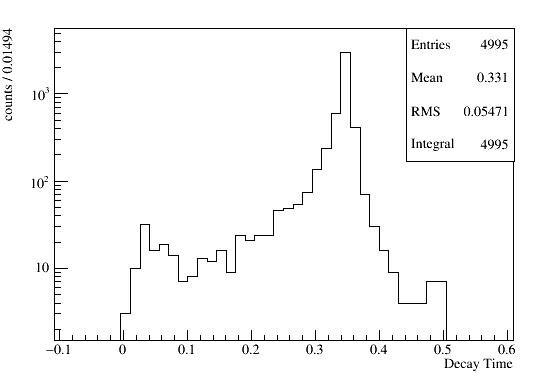 counts / 0.01494
Entries 4995
Mean 0.331
RMS 0.05471
Integral 4995
10³
10²
10
−0.1 0 0.1 0.2 0.3 0.4 0.5 0.6
Decay Time